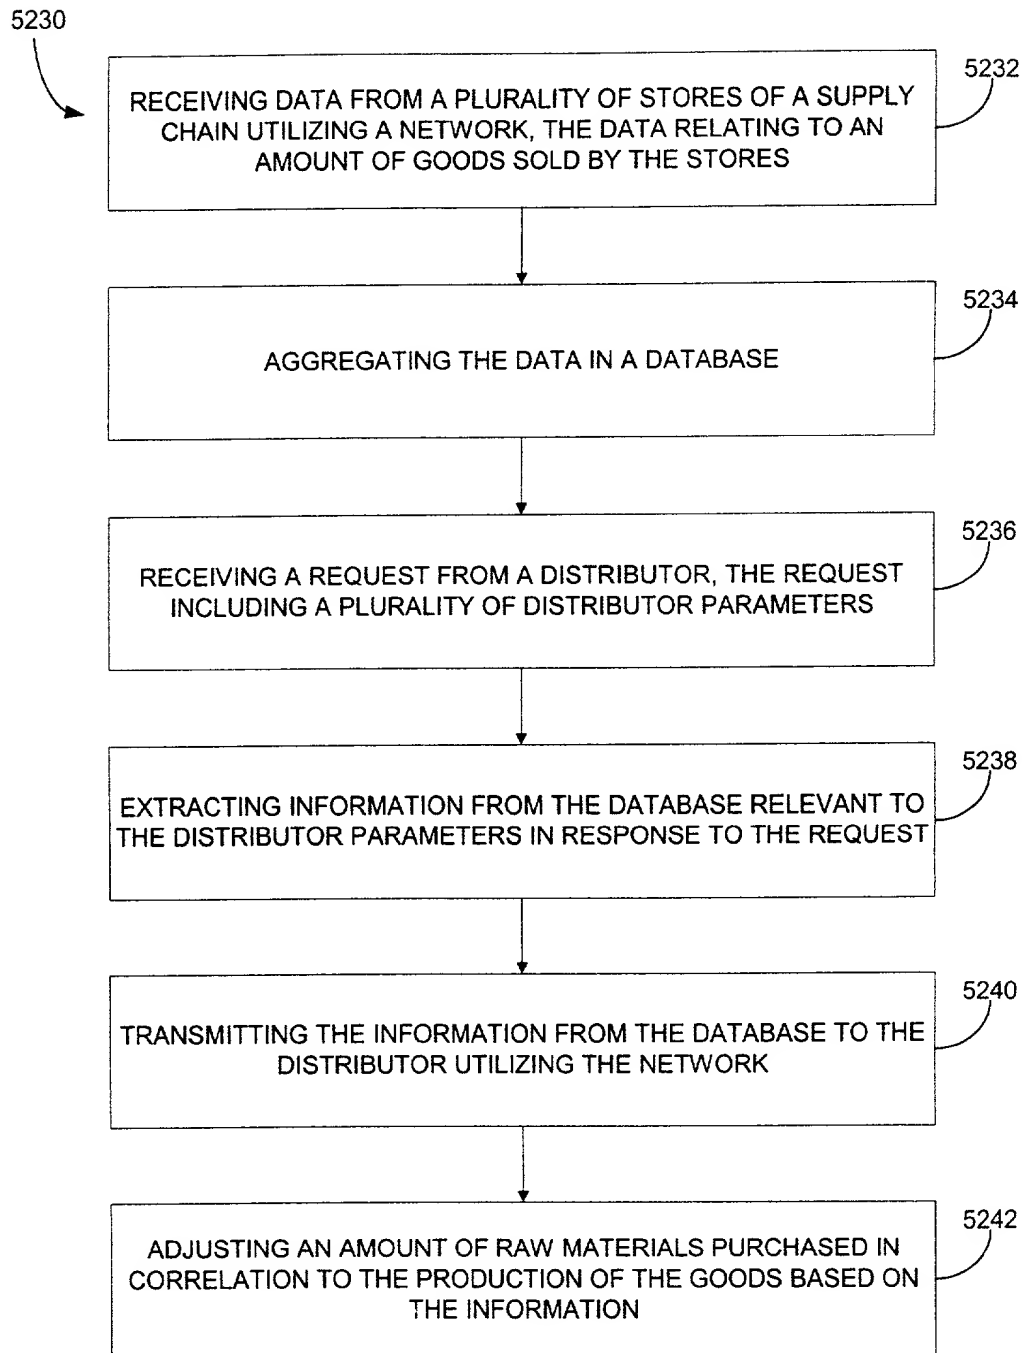 5230
5232
RECEIVING DATA FROM A PLURALITY OF STORES OF A SUPPLY
CHAIN UTILIZING A NETWORK, THE DATA RELATING TO AN
AMOUNT OF GOODS SOLD BY THE STORES
5234
AGGREGATING THE DATA IN A DATABASE
5236
RECEIVING A REQUEST FROM A DISTRIBUTOR, THE REQUEST
INCLUDING A PLURALITY OF DISTRIBUTOR PARAMETERS
5238
EXTRACTING INFORMATION FROM THE DATABASE RELEVANT TO
THE DISTRIBUTOR PARAMETERS IN RESPONSE TO THE REQUEST
5240
TRANSMITTING THE INFORMATION FROM THE DATABASE TO THE
DISTRIBUTOR UTILIZING THE NETWORK
5242
ADJUSTING AN AMOUNT OF RAW MATERIALS PURCHASED IN
CORRELATION TO THE PRODUCTION OF THE GOODS BASED ON
THE INFORMATION